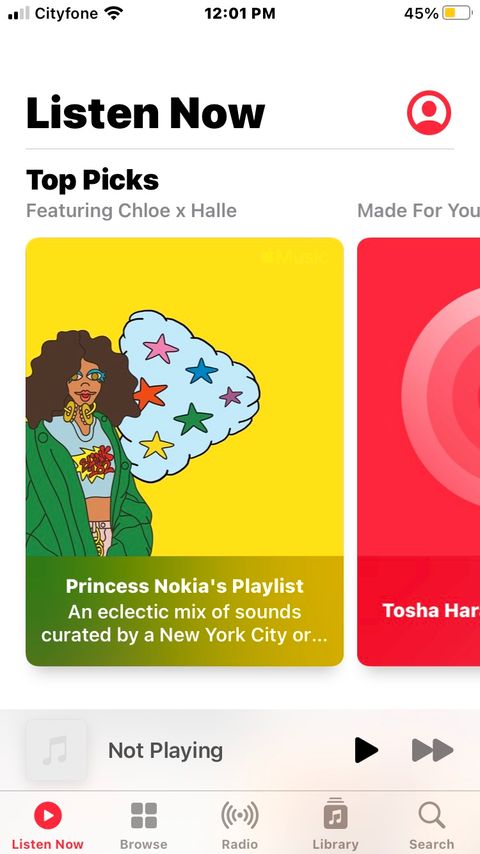 Cityfone
12:01 PM
45%
Listen Now
Top Picks
Featuring Chloe x Halle
Made For You
Music
Princess Nokia's Playlist
An eclectic mix of sounds
curated by a New York City or...
Tosha Har
Not Playing
Listen Now
Browse
Radio
Library
Search